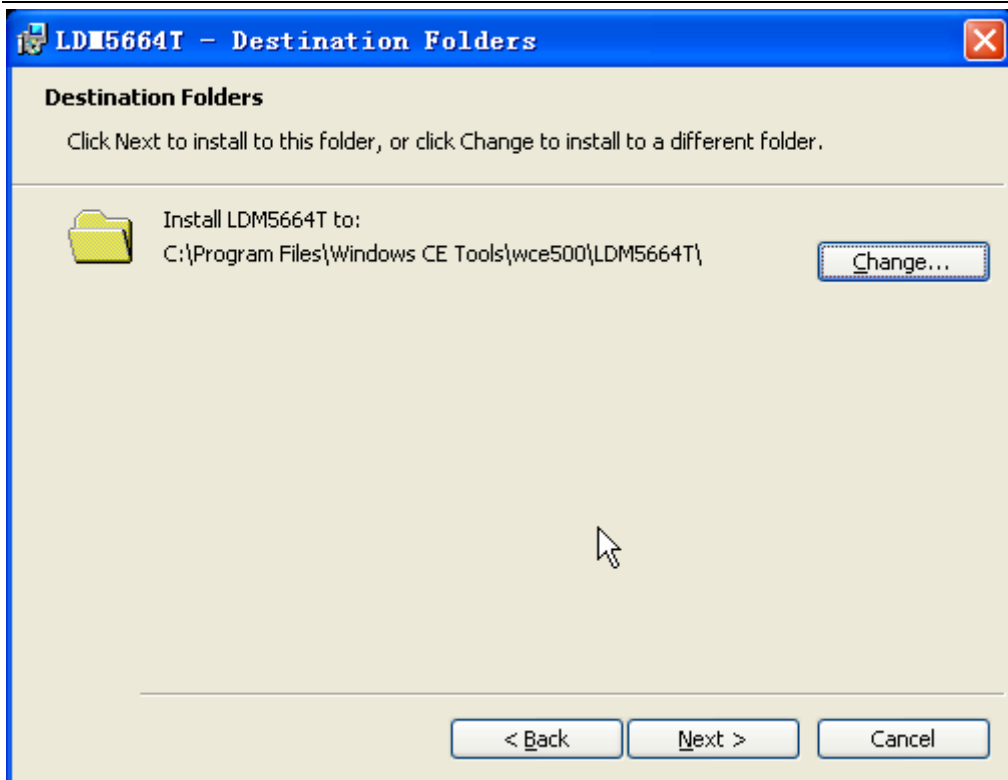 LDM5664T - Destination Folders
Destination Folders
Click Next to install to this folder, or click Change to install to a different folder.
Install LDM5664T to:
C:\Program Files\Windows CE Tools\wce500\LDM5664T\
Change...
< Back
Next >
Cancel